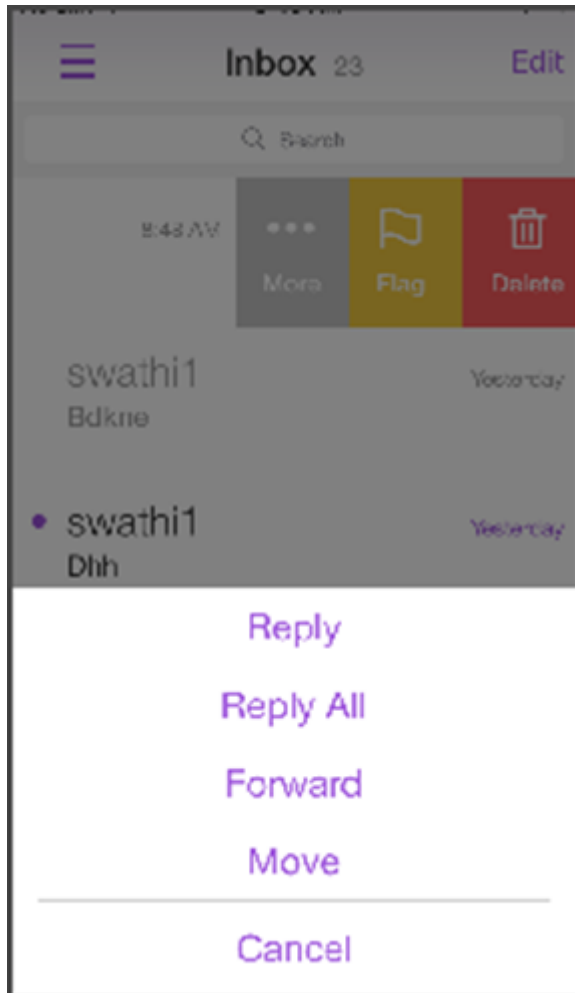 Inbox 23 Edit
Search
8:43 AM More Flag Delete
swathi1 Yesterday
Bdkne
swathi1 Yesterday
Dhh
Reply
Reply All
Forward
Move
Cancel